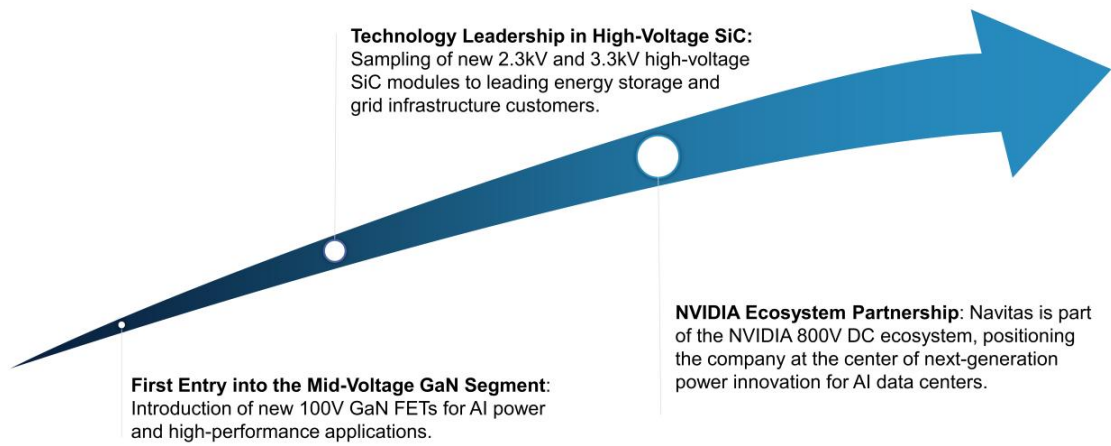 Technology Leadership in High-Voltage SiC:
Sampling of new 2.3kV and 3.3kV high-voltage
SiC modules to leading energy storage and
grid infrastructure customers.
NVIDIA Ecosystem Partnership: Navitas is part
of the NVIDIA 800V DC ecosystem, positioning
the company at the center of next-generation
power innovation for AI data centers.
First Entry into the Mid-Voltage GaN Segment:
Introduction of new 100V GaN FETs for AI power
and high-performance applications.